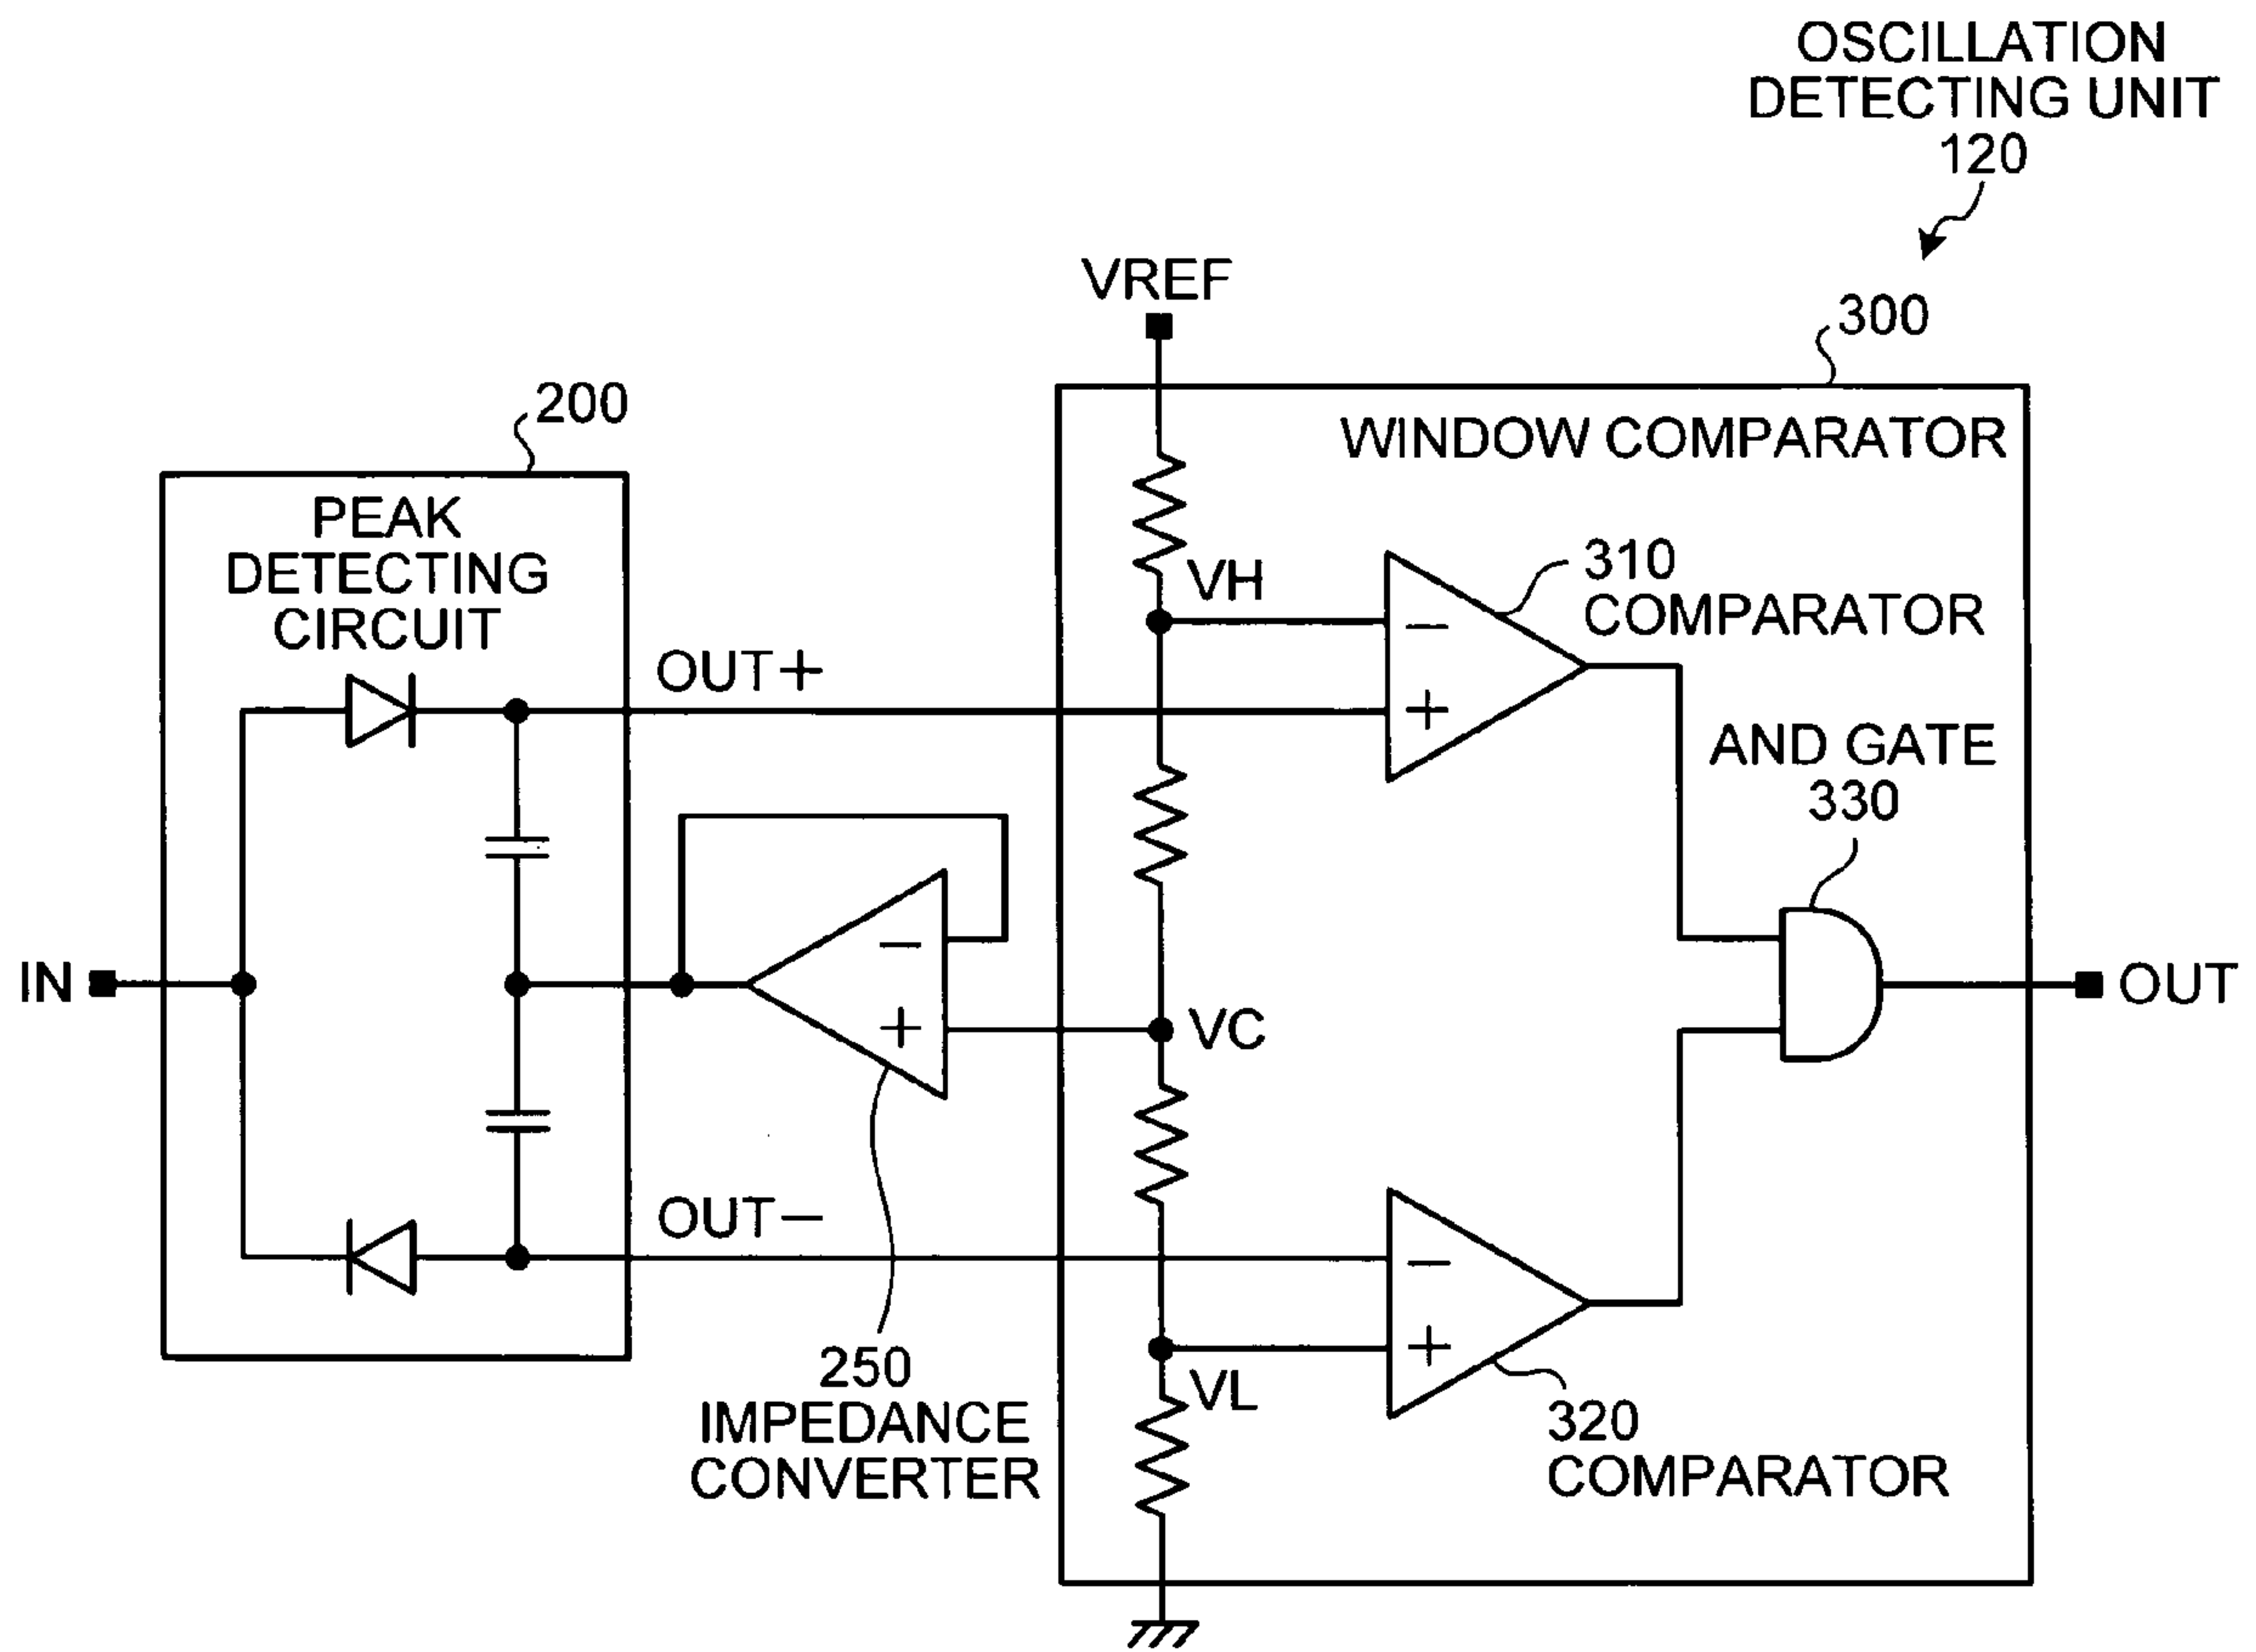 OSCILLATION
DETECTING UNIT
120
VREF
300
200
WINDOW COMPARATOR
PEAK
DETECTING
CIRCUIT
VH
310
COMPARATOR
OUT+
−
+
AND GATE
330
−
+
IN
OUT
VC
OUT−
−
+
VL
250
IMPEDANCE
CONVERTER
320
COMPARATOR